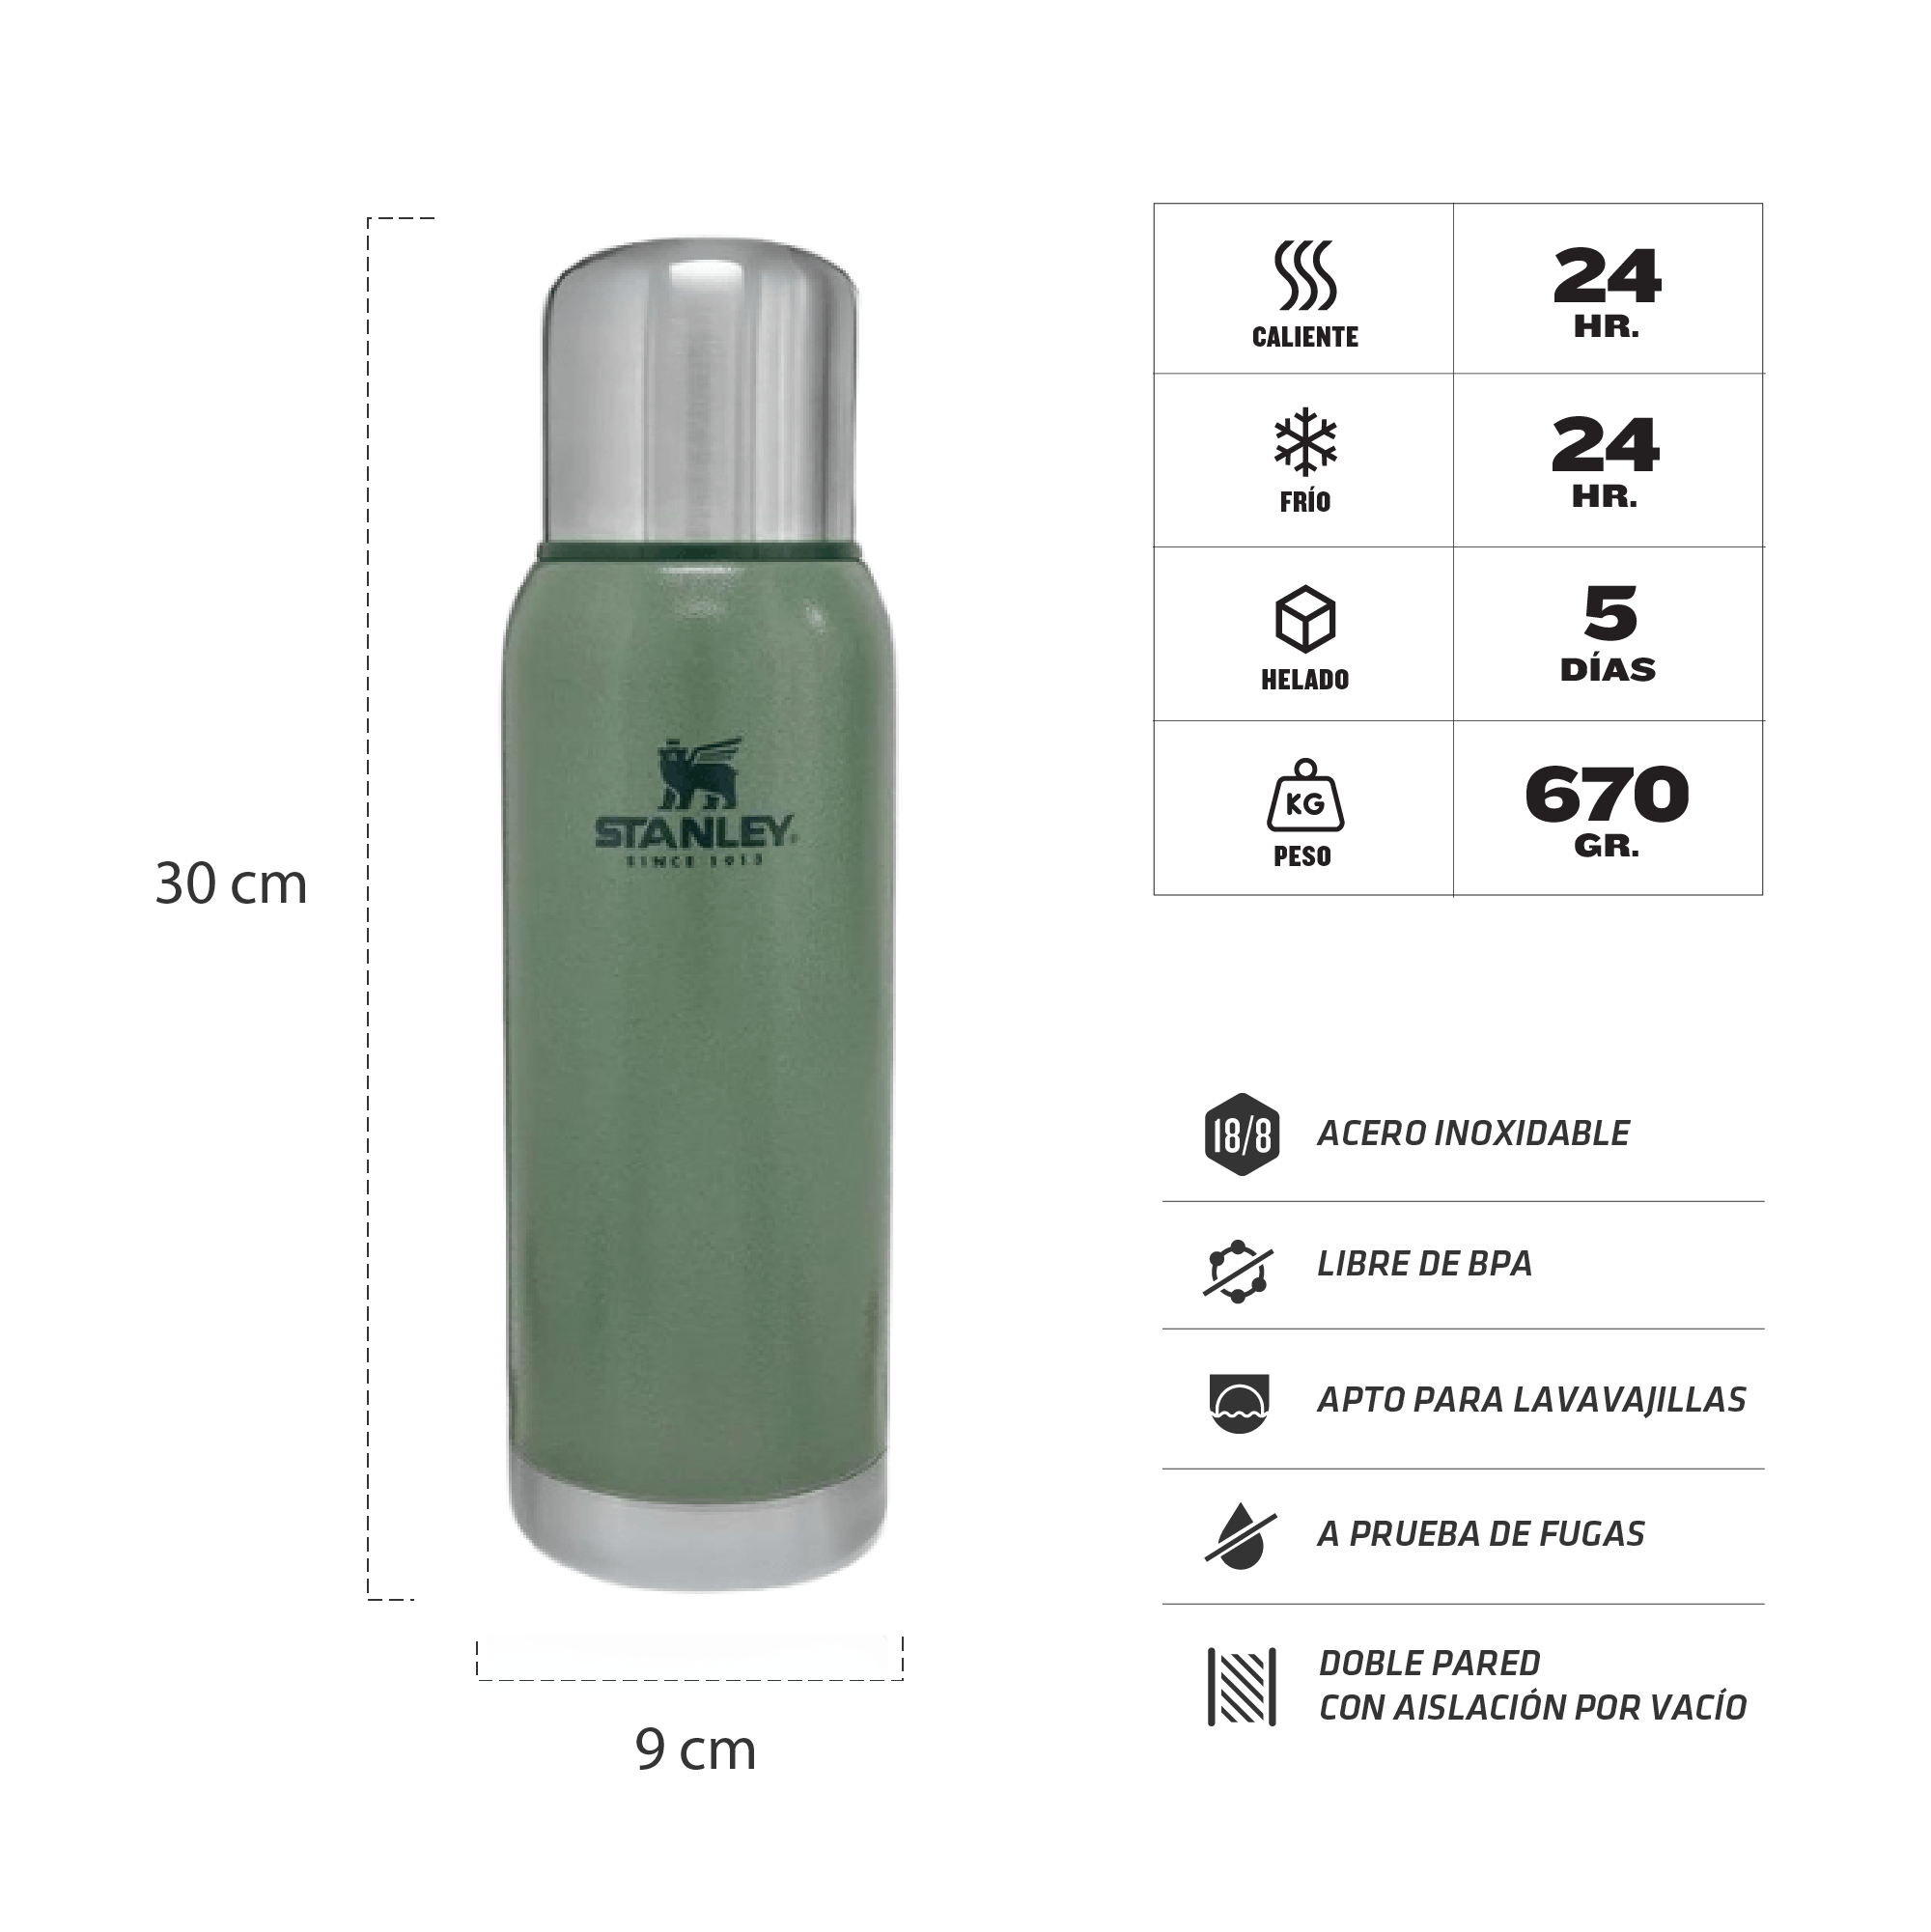 30 cm
STANLEY®
SINCE 1913
9 cm
CALIENTE
24
HR.
FRÍO
24
HR.
HELADO
5
DÍAS
KG
PESO
670
GR.
18/8 ACERO INOXIDABLE
LIBRE DE BPA
APTO PARA LAVAVAJILLAS
A PRUEBA DE FUGAS
DOBLE PARED
CON AISLACIÓN POR VACÍO